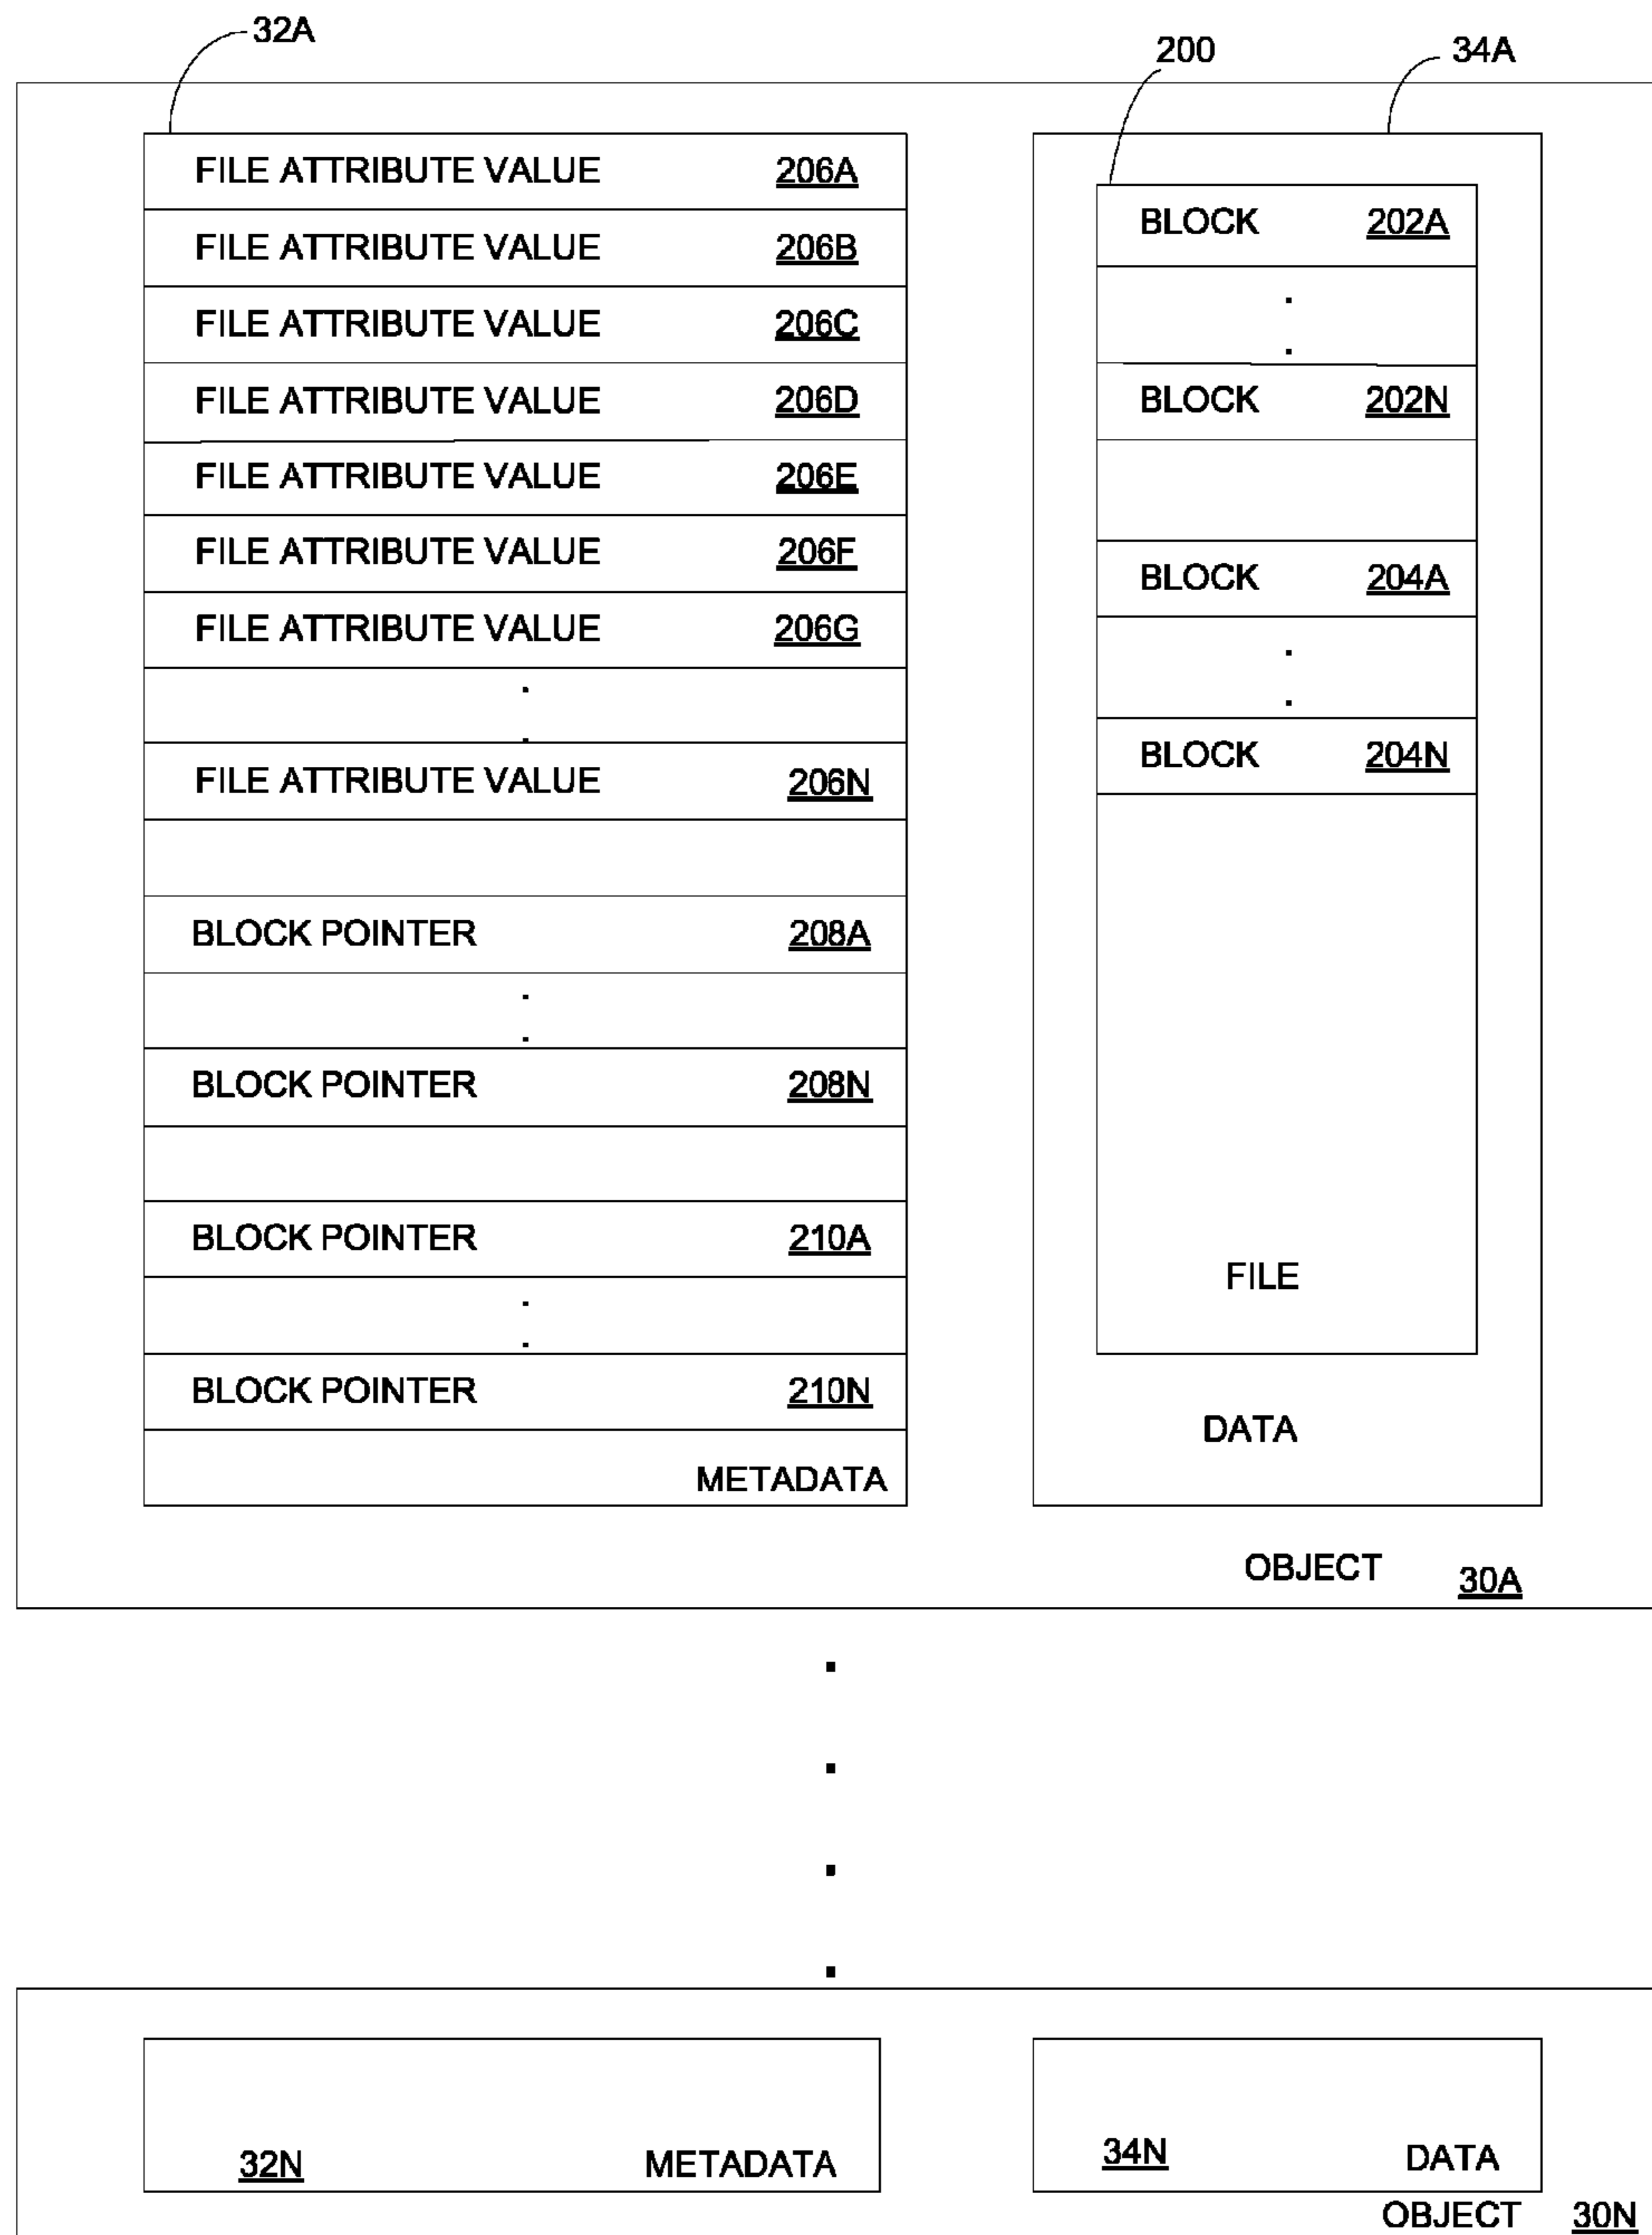 32A
200
34A
FILE ATTRIBUTE VALUE 206A
FILE ATTRIBUTE VALUE 206B
FILE ATTRIBUTE VALUE 206C
FILE ATTRIBUTE VALUE 206D
FILE ATTRIBUTE VALUE 206E
FILE ATTRIBUTE VALUE 206F
FILE ATTRIBUTE VALUE 206G
FILE ATTRIBUTE VALUE 206N
BLOCK POINTER 208A
BLOCK POINTER 208N
BLOCK POINTER 210A
BLOCK POINTER 210N
METADATA
BLOCK 202A
BLOCK 202N
BLOCK 204A
BLOCK 204N
FILE
DATA
OBJECT 30A
32N METADATA
34N DATA
OBJECT 30N